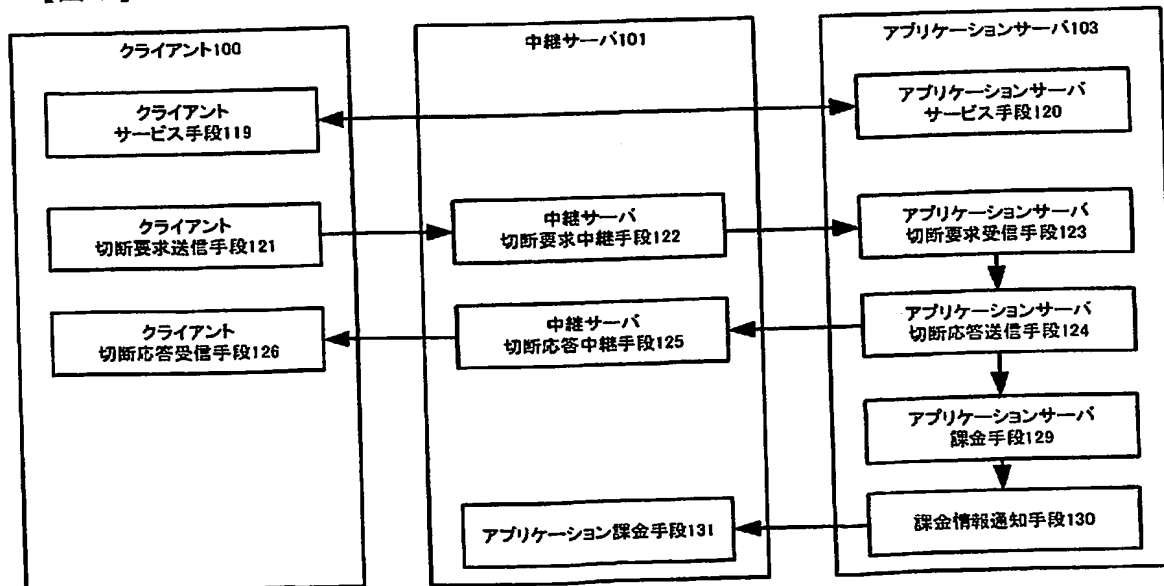 クライアント100
クライアント
サービス手段119
クライアント
切断要求送信手段121
クライアント
切断応答受信手段126
中継サーバ101
中継サーバ
切断要求中継手段122
中継サーバ
切断応答中継手段125
アプリケーション課金手段131
アプリケーションサーバ103
アプリケーションサーバ
サービス手段120
アプリケーションサーバ
切断要求受信手段123
アプリケーションサーバ
切断応答送信手段124
アプリケーションサーバ
課金手段129
課金情報通知手段130